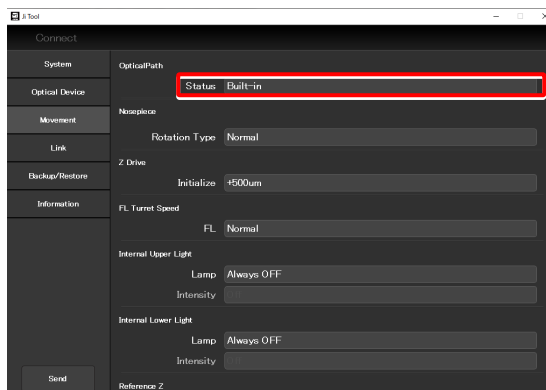 Ji Tool
Connect
System
Optical Device
Movement
Link
Backup/Restore
Information
Send
OpticalPath
Status Built-in
Nosepiece
Rotation Type Normal
Z Drive
Initialize +500um
FL Turret Speed
FL Normal
Internal Upper Light
Lamp Always OFF
Intensity
Internal Lower Light
Lamp Always OFF
Intensity
Reference Z